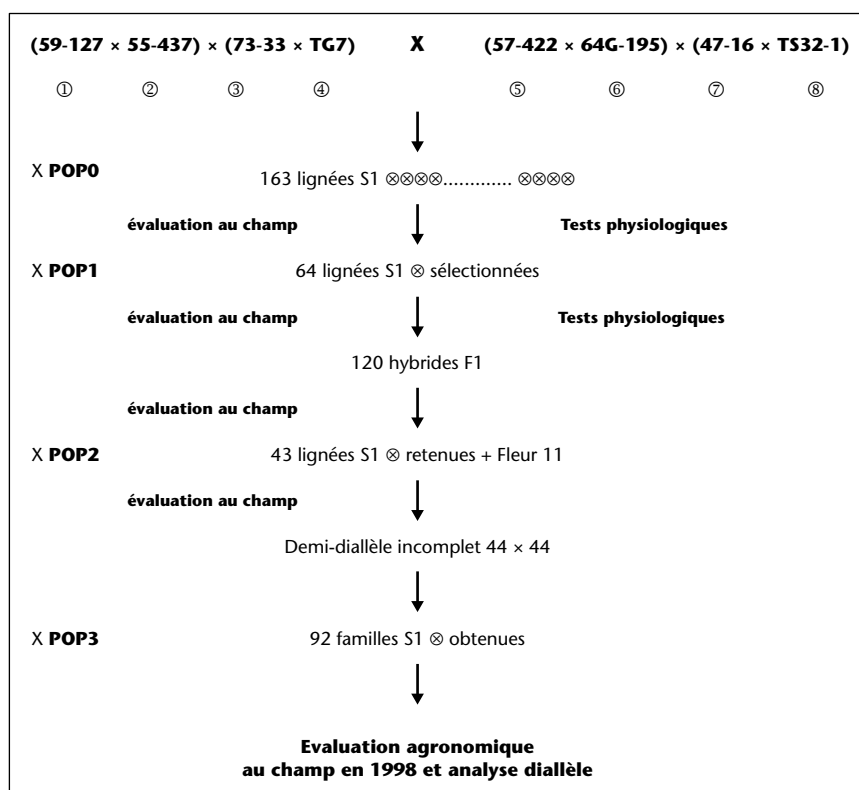 (59-127 × 55-437) × (73-33 × TG7) X (57-422 × 64G-195) × (47-16 × TS32-1)
① ② ③ ④ ⑤ ⑥ ⑦ ⑧
X POP0 163 lignées S1 ⊗⊗⊗⊗............. ⊗⊗⊗⊗
évaluation au champ Tests physiologiques
X POP1 64 lignées S1 ⊗ sélectionnées
évaluation au champ Tests physiologiques
120 hybrides F1
évaluation au champ
X POP2 43 lignées S1 ⊗ retenues + Fleur 11
évaluation au champ
Demi-diallèle incomplet 44 × 44
X POP3 92 familles S1 ⊗ obtenues
Evaluation agronomique
au champ en 1998 et analyse diallèle